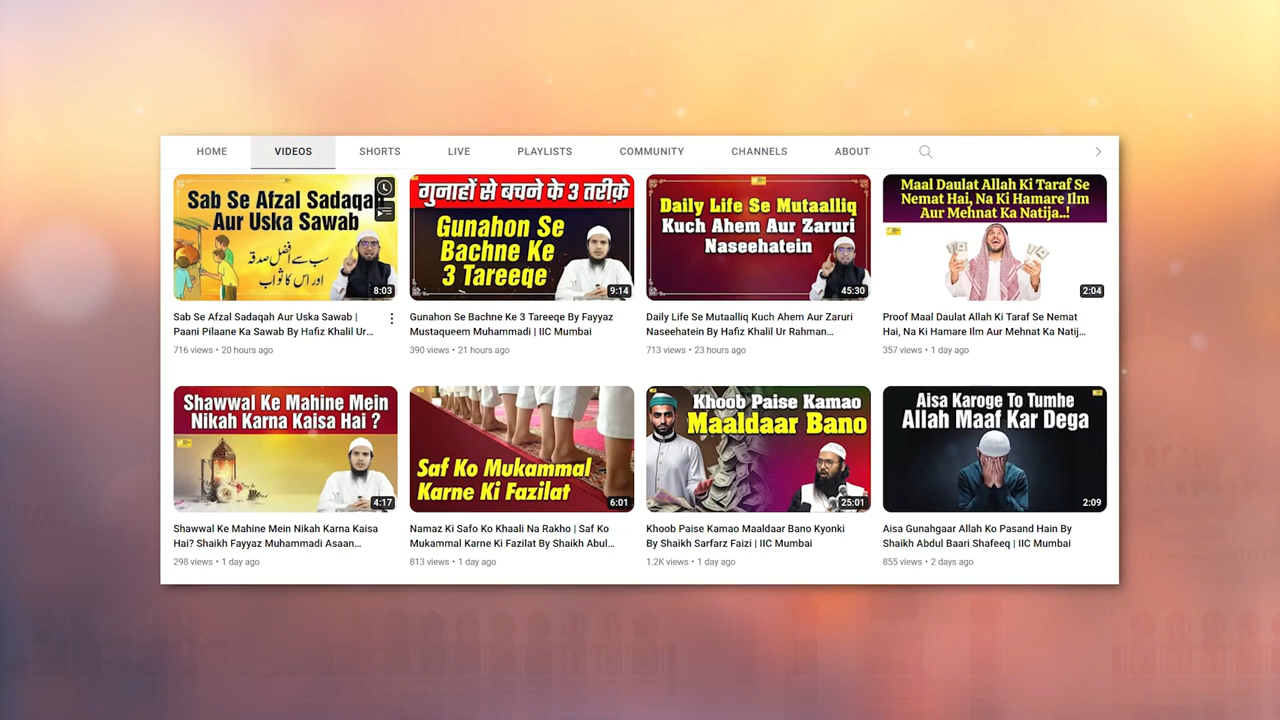 HOME VIDEOS SHORTS LIVE PLAYLISTS COMMUNITY CHANNELS ABOUT
Sab Se Afzal Sadaqah
Aur Uska Sawab
سب سے افضل صدقہ
اور اس کا ثواب
8:03
Sab Se Afzal Sadaqah Aur Uska Sawab |
Paani Pilaane Ka Sawab By Hafiz Khalil Ur...
716 views • 20 hours ago
गुनाहों से बचने के 3 तरीक़े
Gunahon Se
Bachne Ke
3 Tareeqe
9:14
Gunahon Se Bachne Ke 3 Tareeqe By Fayyaz
Mustaqueem Muhammadi | IIC Mumbai
390 views • 21 hours ago
Daily Life Se Mutaalliq
Kuch Ahem Aur Zaruri
Naseehatein
45:30
Daily Life Se Mutaalliq Kuch Ahem Aur Zaruri
Naseehatein By Hafiz Khalil Ur Rahman...
713 views • 23 hours ago
Maal Daulat Allah Ki Taraf Se
Nemat Hai, Na Ki Hamare Ilm
Aur Mehnat Ka Natija..!
2:04
Proof Maal Daulat Allah Ki Taraf Se Nemat
Hai, Na Ki Hamare Ilm Aur Mehnat Ka Natij...
357 views • 1 day ago
Shawwal Ke Mahine Mein
Nikah Karna Kaisa Hai ?
4:17
Shawwal Ke Mahine Mein Nikah Karna Kaisa
Hai? Shaikh Fayyaz Muhammadi Asaan...
298 views • 1 day ago
Saf Ko Mukammal
Karne Ki Fazilat
6:01
Namaz Ki Safo Ko Khaali Na Rakho | Saf Ko
Mukammal Karne Ki Fazilat By Shaikh Abul...
813 views • 1 day ago
Khoob Paise Kamao
Maaldaar Bano
25:01
Khoob Paise Kamao Maaldaar Bano Kyonki
By Shaikh Sarfarz Faizi | IIC Mumbai
1.2K views • 1 day ago
Aisa Karoge To Tumhe
Allah Maaf Kar Dega
2:09
Aisa Gunahgaar Allah Ko Pasand Hain By
Shaikh Abdul Baari Shafeeq | IIC Mumbai
855 views • 2 days ago